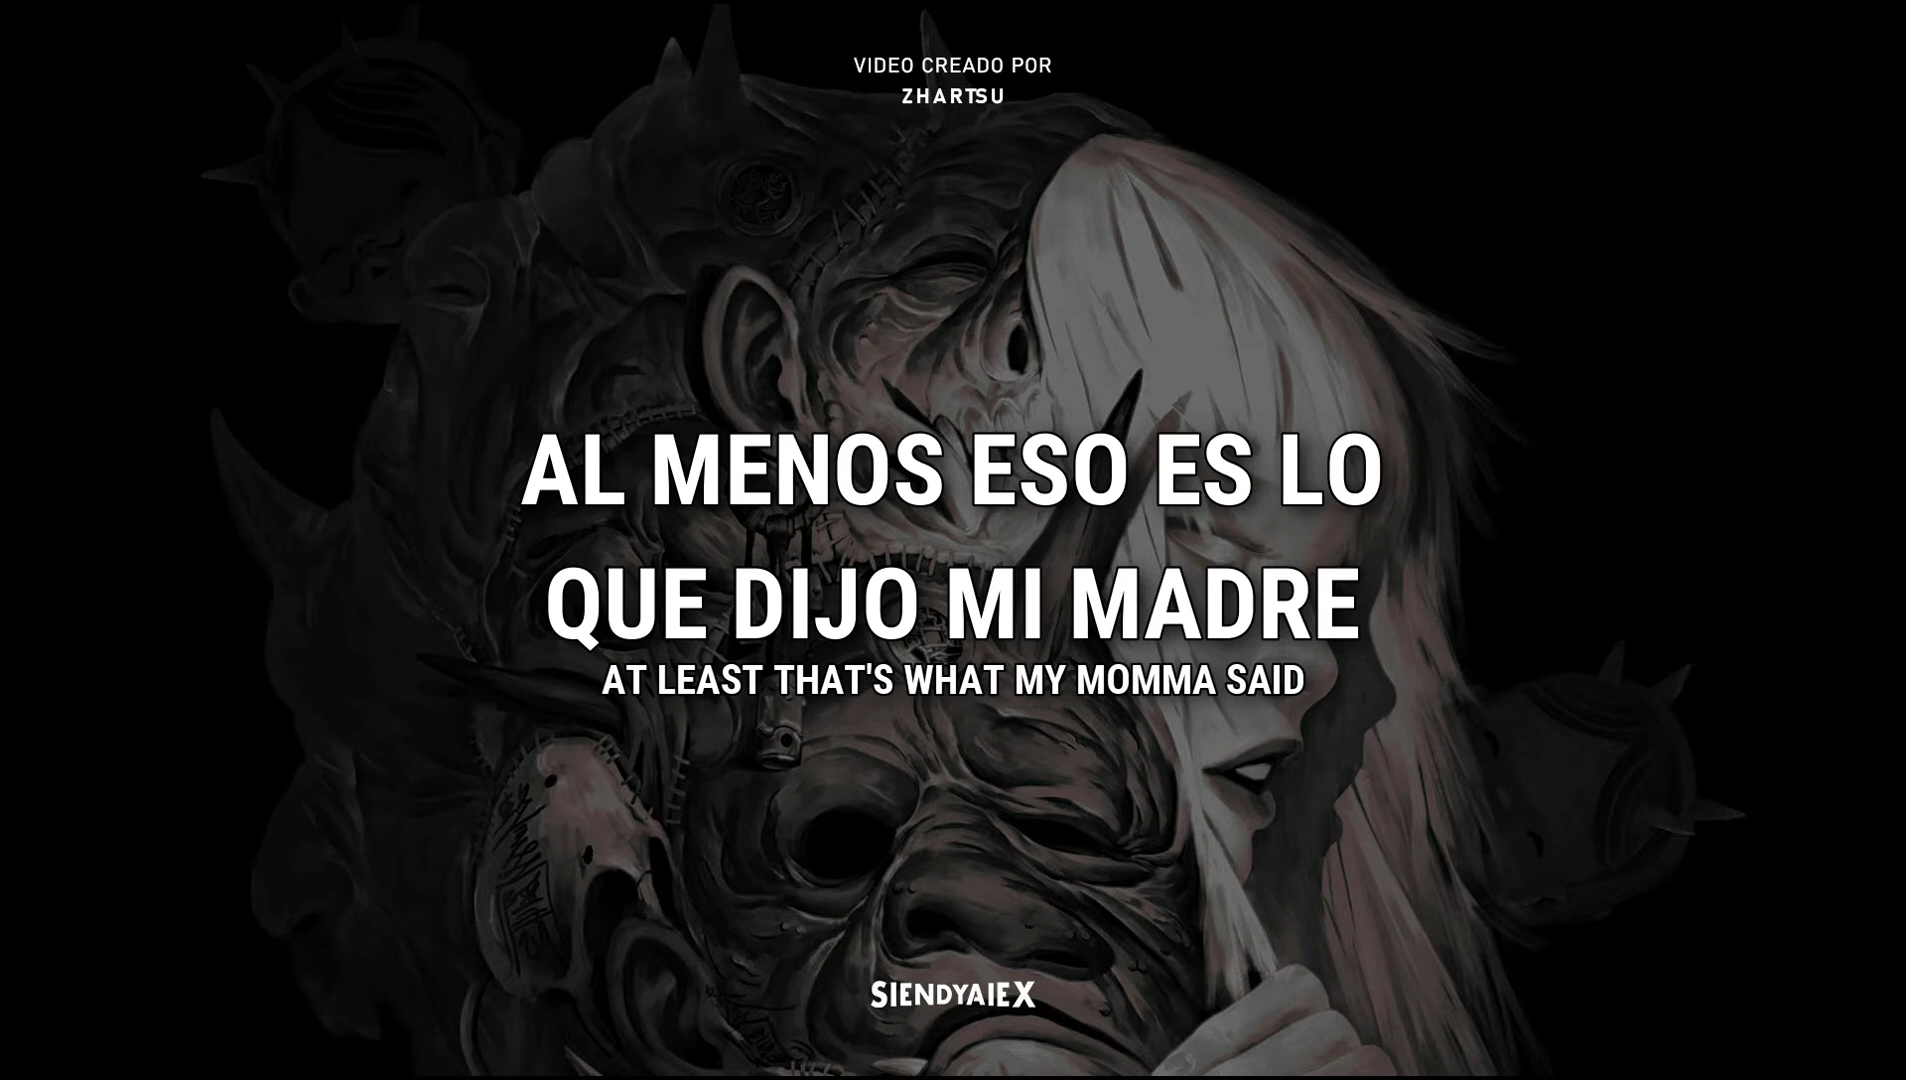 VIDEO CREADO POR
ZHARTSU
AL MENOS ESO ES LO
QUE DIJO MI MADRE
AT LEAST THAT'S WHAT MY MOMMA SAID
SIENDYAIEX